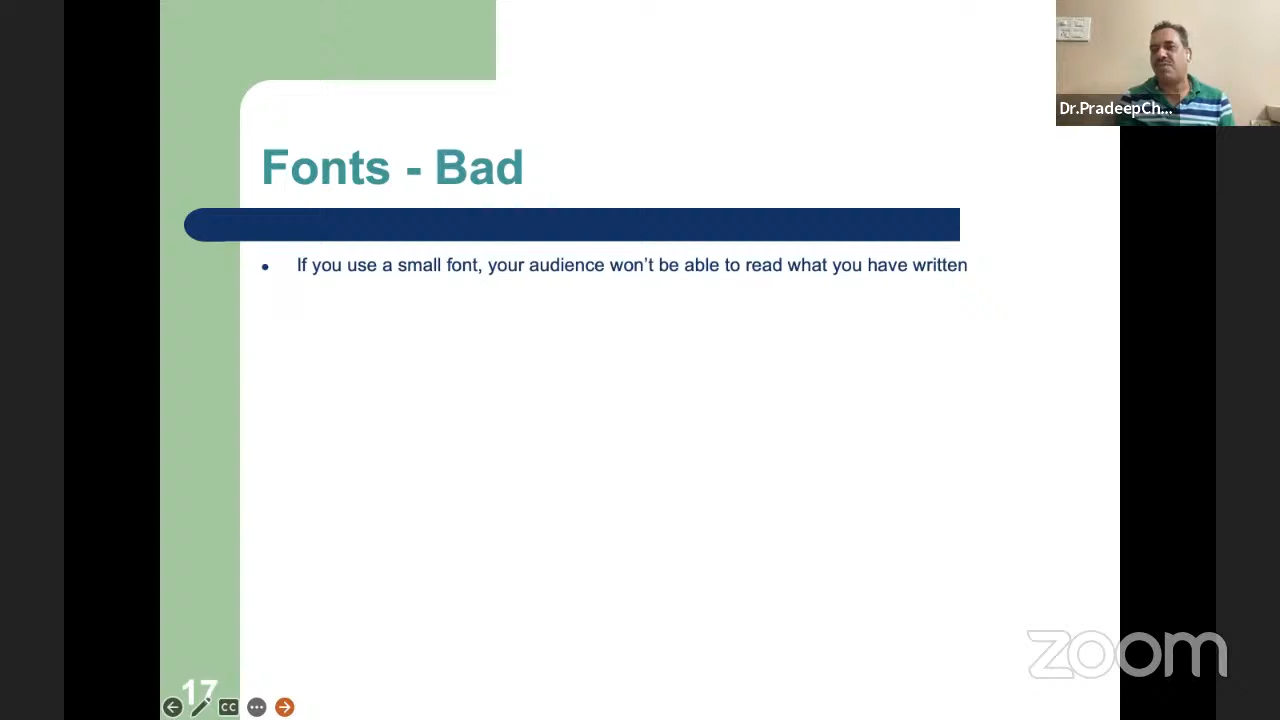 Dr.PradeepCh...
Fonts - Bad
• If you use a small font, your audience won't be able to read what you have written
zoom
17
CC